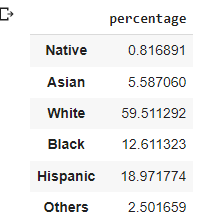 percentage
Native 0.816891
Asian 5.587060
White 59.511292
Black 12.611323
Hispanic 18.971774
Others 2.501659